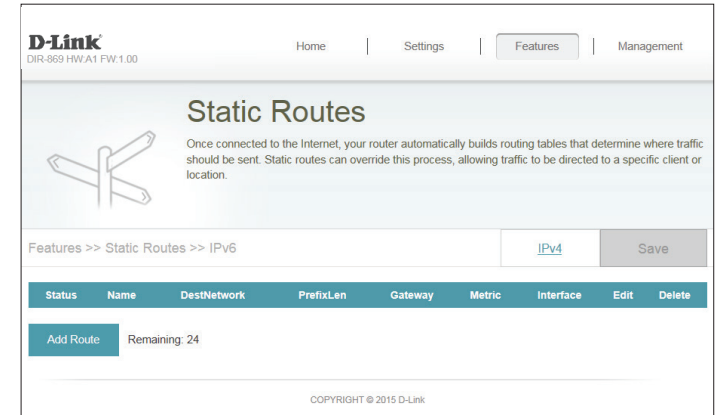 D-Link
DIR-869 HW:A1 FW:1.00
Home
Settings
Features
Management
Static Routes
Once connected to the Internet, your router automatically builds routing tables that determine where traffic
should be sent. Static routes can override this process, allowing traffic to be directed to a specific client or
location.
Features >> Static Routes >> IPv6
IPv4
Save
Status Name DestNetwork PrefixLen Gateway Metric Interface Edit Delete
Add Route
Remaining: 24
COPYRIGHT © 2015 D-Link